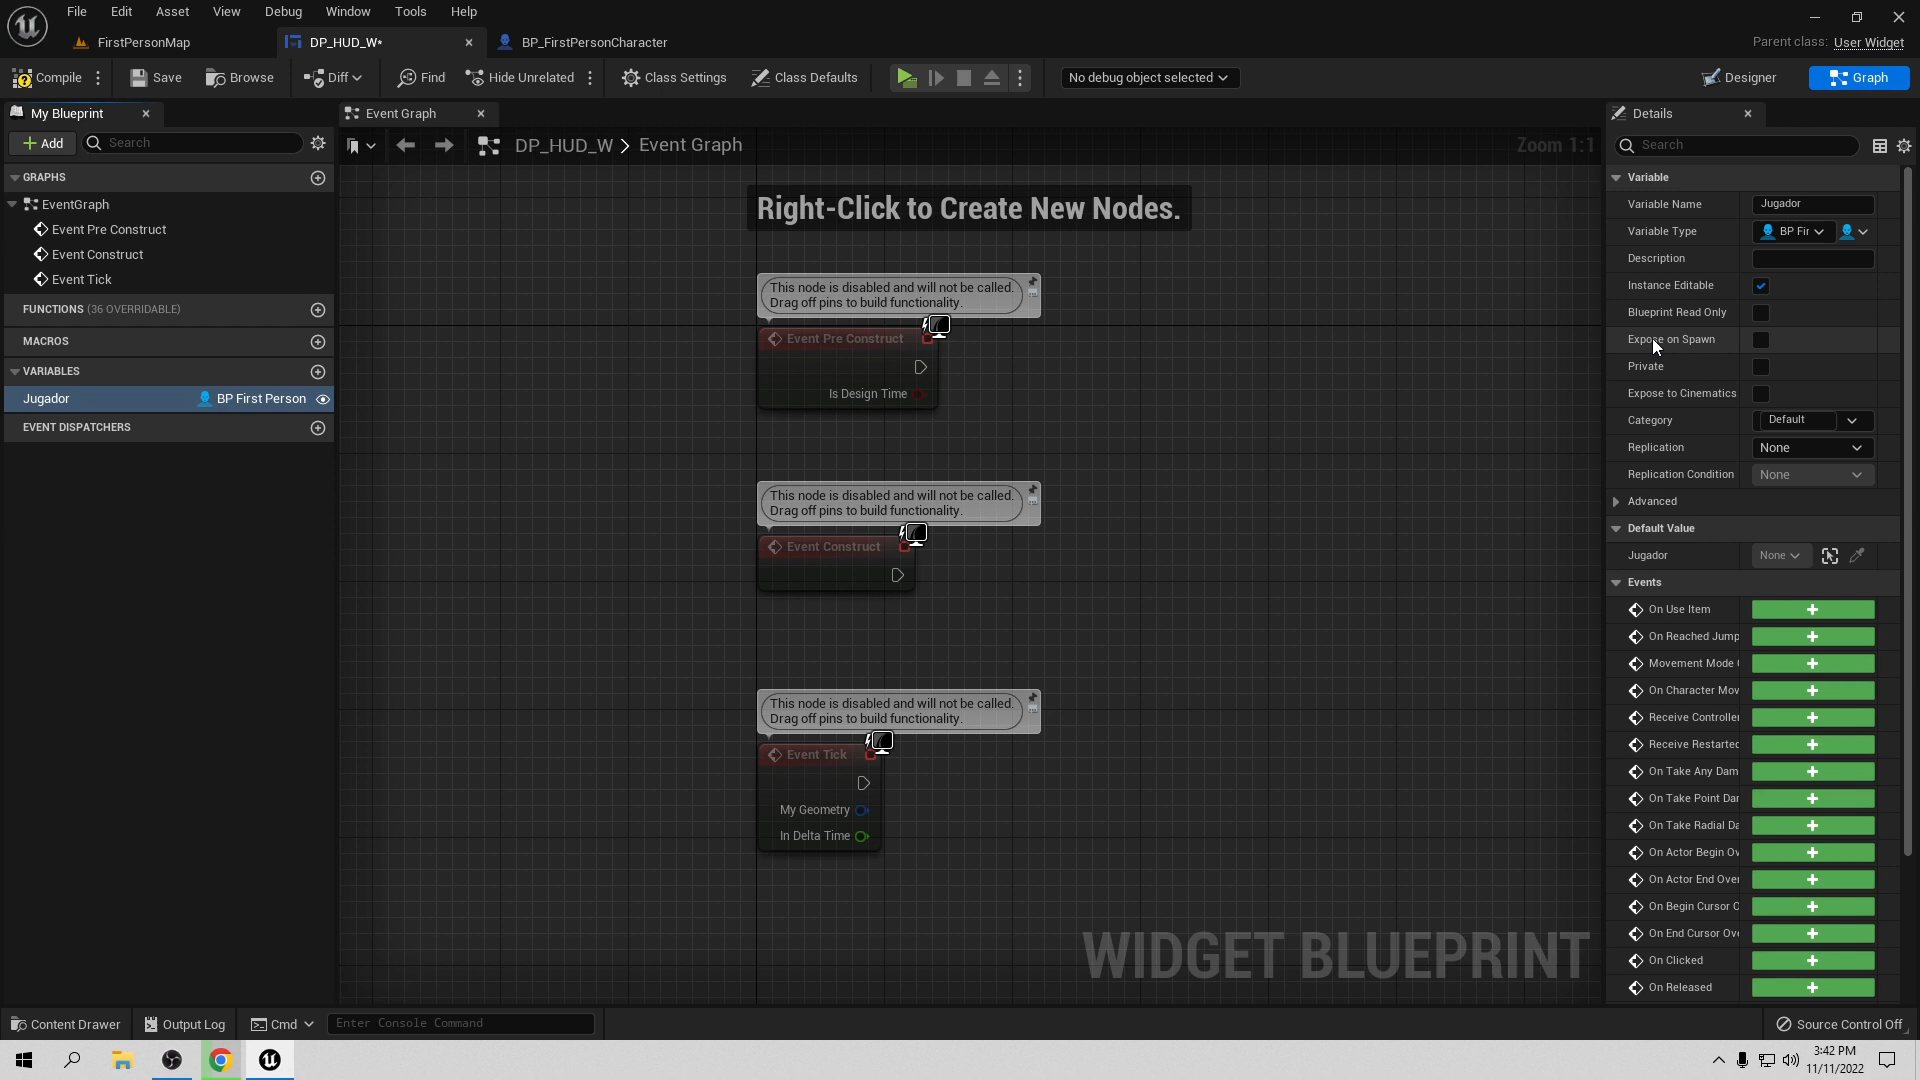 File Edit Asset View Debug Window Tools Help
FirstPersonMap DP_HUD_W* BP_FirstPersonCharacter Parent class: User Widget
Compile Save Browse Diff Find Hide Unrelated Class Settings Class Defaults No debug object selected Designer Graph
My Blueprint Event Graph Details
Add Search DP_HUD_W > Event Graph Zoom 1:1 Search
GRAPHS
EventGraph
Event Pre Construct
Event Construct
Event Tick
FUNCTIONS (36 OVERRIDABLE)
MACROS
VARIABLES
Jugador BP First Person
EVENT DISPATCHERS
Right-Click to Create New Nodes.
This node is disabled and will not be called.
Drag off pins to build functionality.
Event Pre Construct
Is Design Time
This node is disabled and will not be called.
Drag off pins to build functionality.
Event Construct
This node is disabled and will not be called.
Drag off pins to build functionality.
Event Tick
My Geometry
In Delta Time
WIDGET BLUEPRINT
Variable
Variable Name Jugador
Variable Type BP Fir
Description
Instance Editable
Blueprint Read Only
Expose on Spawn
Private
Expose to Cinematics
Category Default
Replication None
Replication Condition None
Advanced
Default Value
Jugador None
Events
On Use Item
On Reached Jump
Movement Mode
On Character Mov
Receive Controller
Receive Restarted
On Take Any Dam
On Take Point Dar
On Take Radial Da
On Actor Begin Ov
On Actor End Over
On Begin Cursor O
On End Cursor Ove
On Clicked
On Released
Content Drawer Output Log Cmd Enter Console Command Source Control Off
3:42 PM
11/11/2022